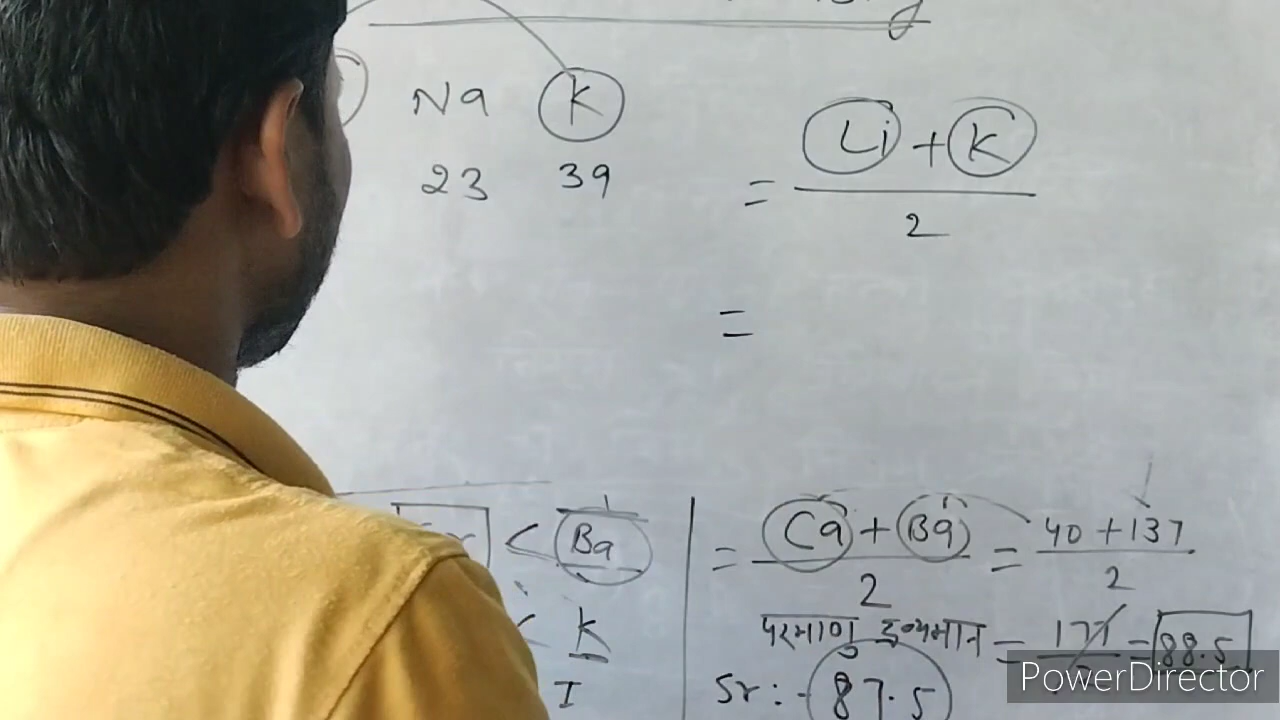 Na K
23 39
= Li + K / 2
=
< Ba
= Ca + Ba / 2 = 40 + 137 / 2
< K
परमाणु द्रव्यमान = 177 = 88.5
I
Sr: - 87.5
PowerDirector